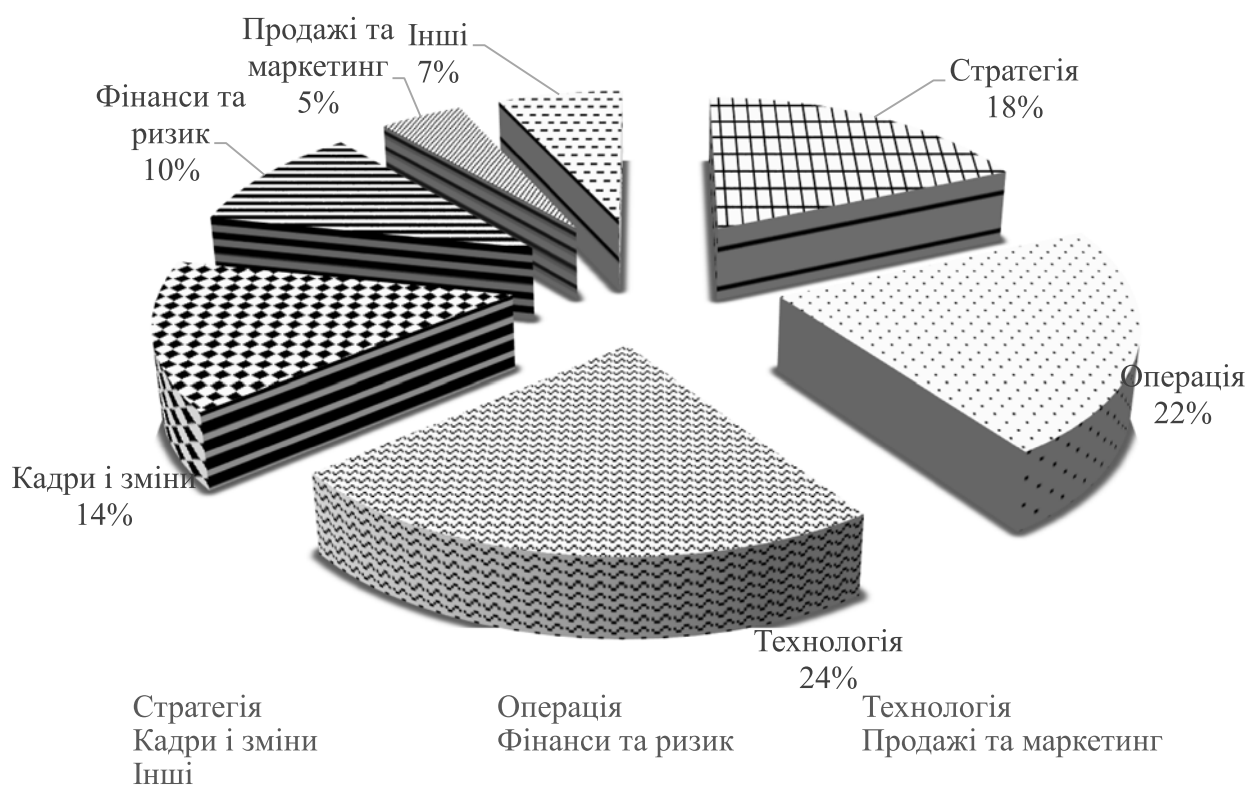 Продажі та
маркетинг
5%
Інші
7%
Стратегія
18%
Фінанси та
ризик
10%
Операція
22%
Кадри і зміни
14%
Технологія
24%
Стратегія
Операція
Технологія
Кадри і зміни
Фінанси та ризик
Продажі та маркетинг
Інші